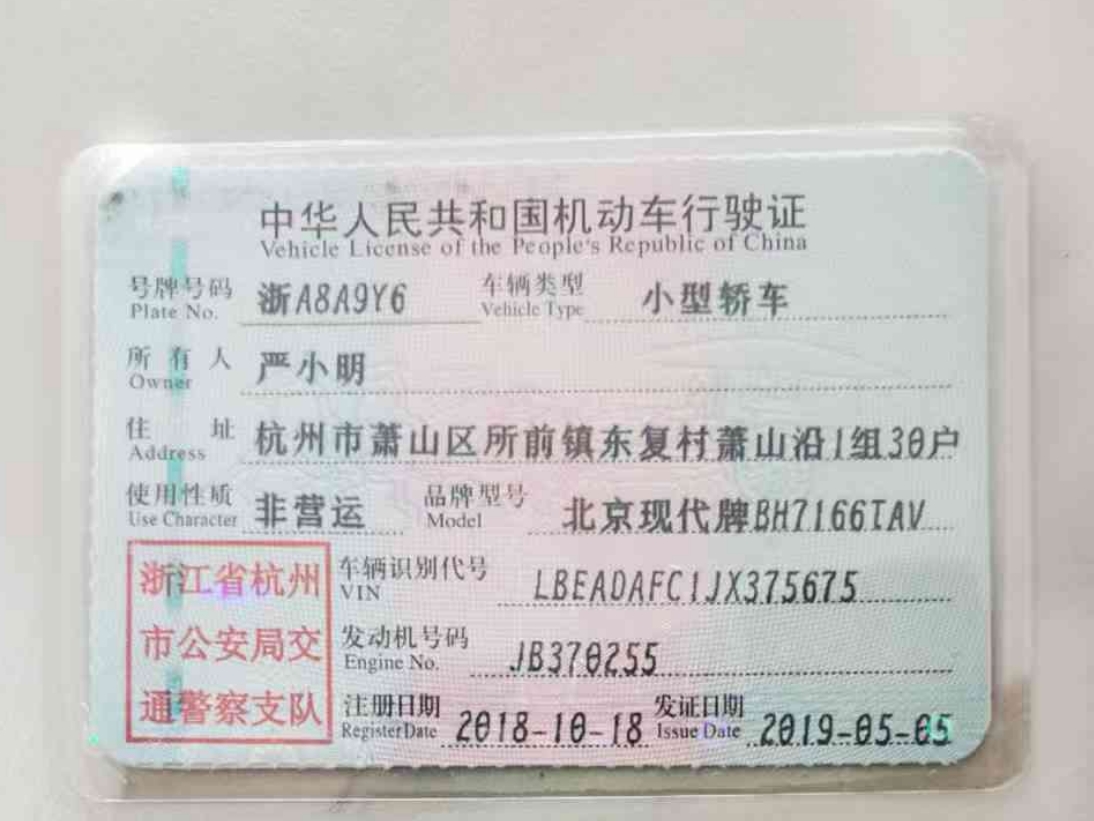 中华人民共和国机动车行驶证
Vehicle License of the People's Republic of China
号牌号码 浙A8A9Y6 车辆类型 小型轿车
Plate No. Vehicle Type
所有人 严小明
Owner
住址 杭州市萧山区所前镇东复村萧山沿1组30户
Address
使用性质 非营运 品牌型号 北京现代牌BH7166IAV
Use Character Model
浙江省杭州 车辆识别代号 LBEADAFC1JX375675
VIN
市公安局交 发动机号码 JB370255
Engine No.
通警察支队 注册日期 2018-10-18 发证日期 2019-05-05
Register Date Issue Date